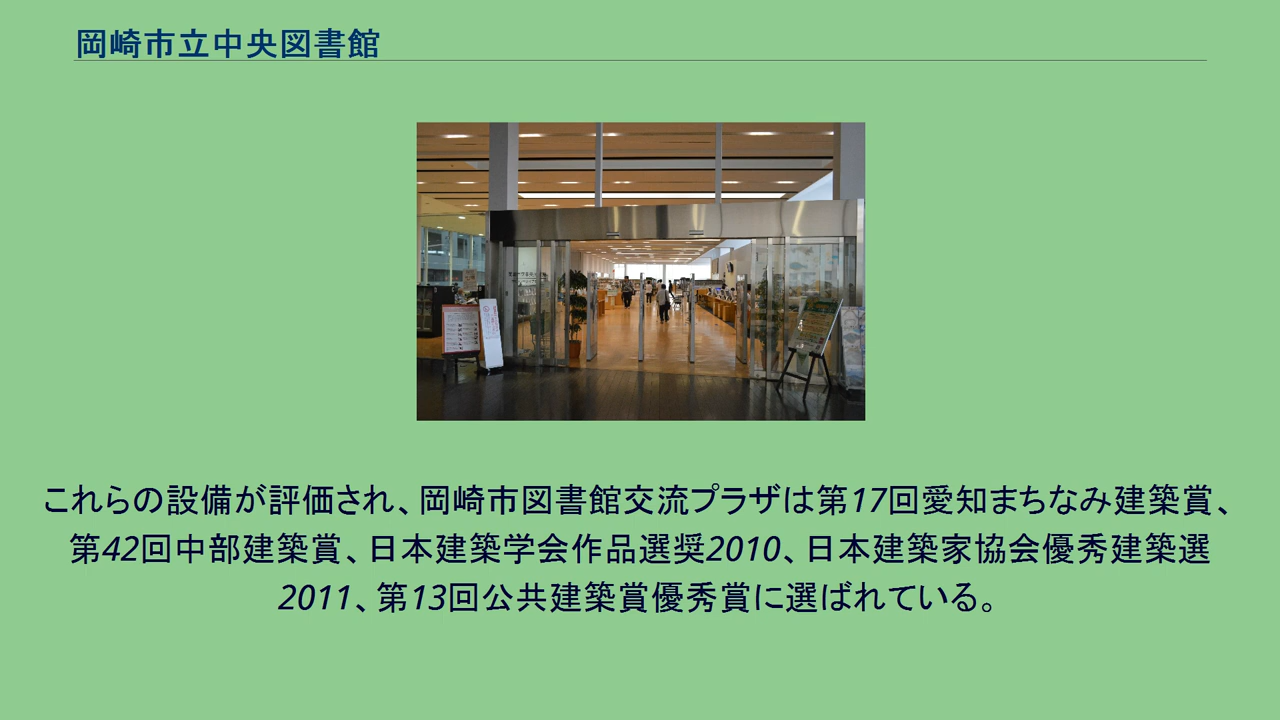 岡崎市立中央図書館
これらの設備が評価され、岡崎市図書館交流プラザは第17回愛知まちなみ建築賞、
第42回中部建築賞、日本建築学会作品選奨2010、日本建築家協会優秀建築選
2011、第13回公共建築賞優秀賞に選ばれている。